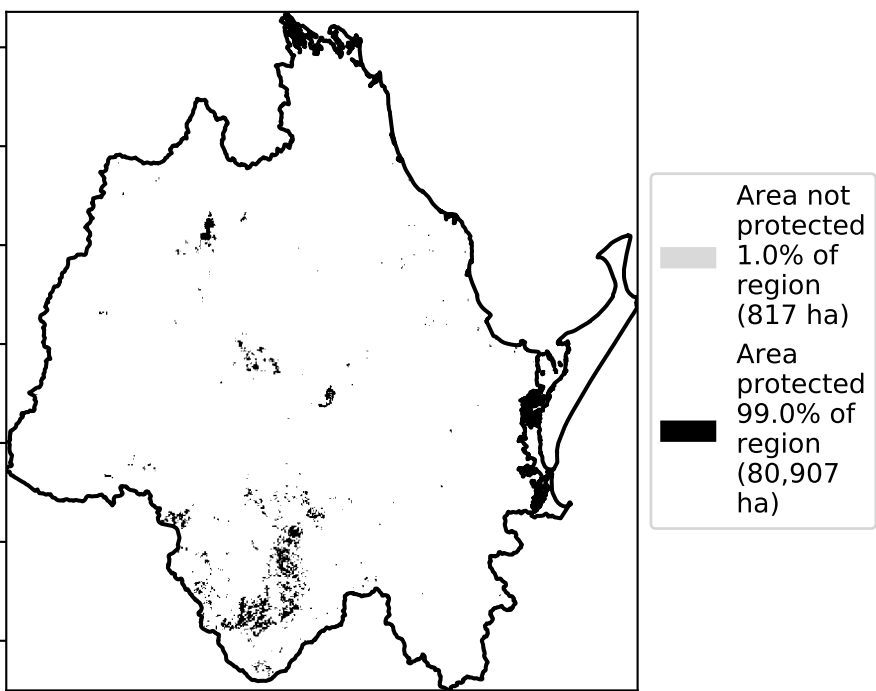 Area not
protected
1.0% of
region
(817 ha)
Area
protected
99.0% of
region
(80,907
ha)